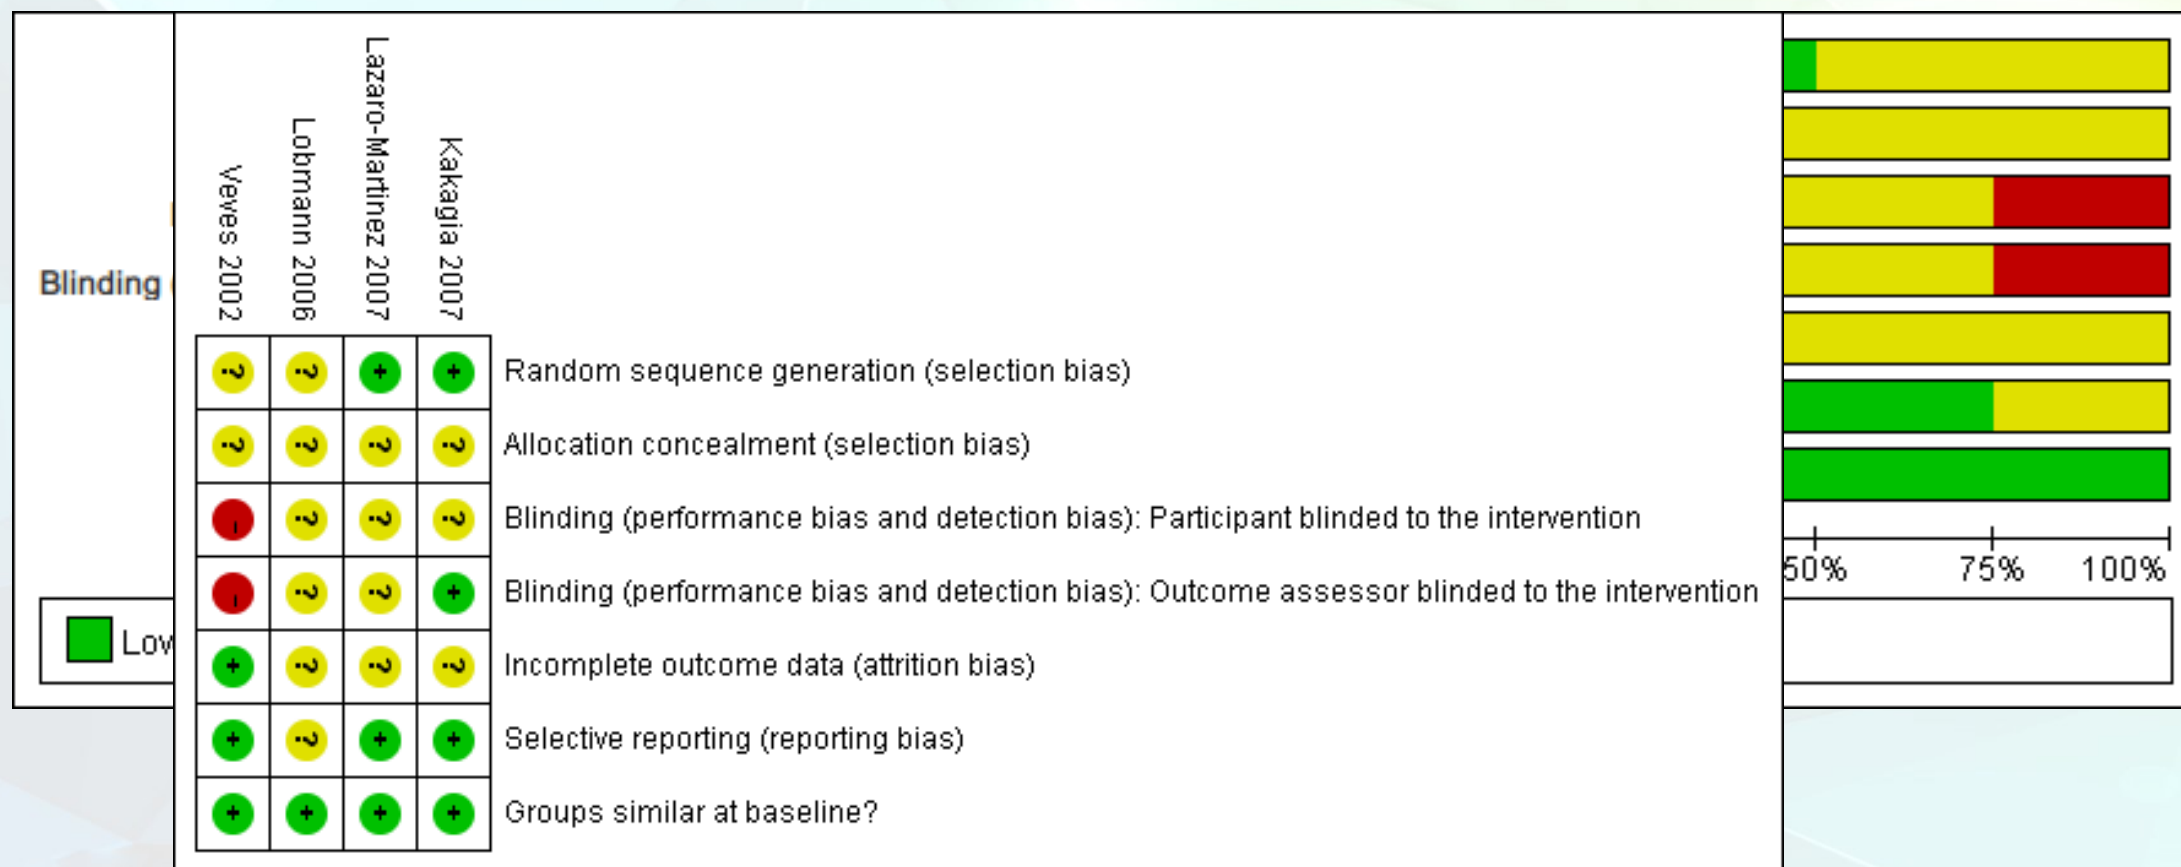 Veves 2002
Lobmann 2006
Lazaro-Martinez 2007
Kakagia 2007
? ? + + Random sequence generation (selection bias)
? ? ? ? Allocation concealment (selection bias)
- ? ? ? Blinding (performance bias and detection bias): Participant blinded to the intervention
- ? ? + Blinding (performance bias and detection bias): Outcome assessor blinded to the intervention
+ ? ? ? Incomplete outcome data (attrition bias)
+ ? + + Selective reporting (reporting bias)
+ + + + Groups similar at baseline?
Blinding
50% 75% 100%